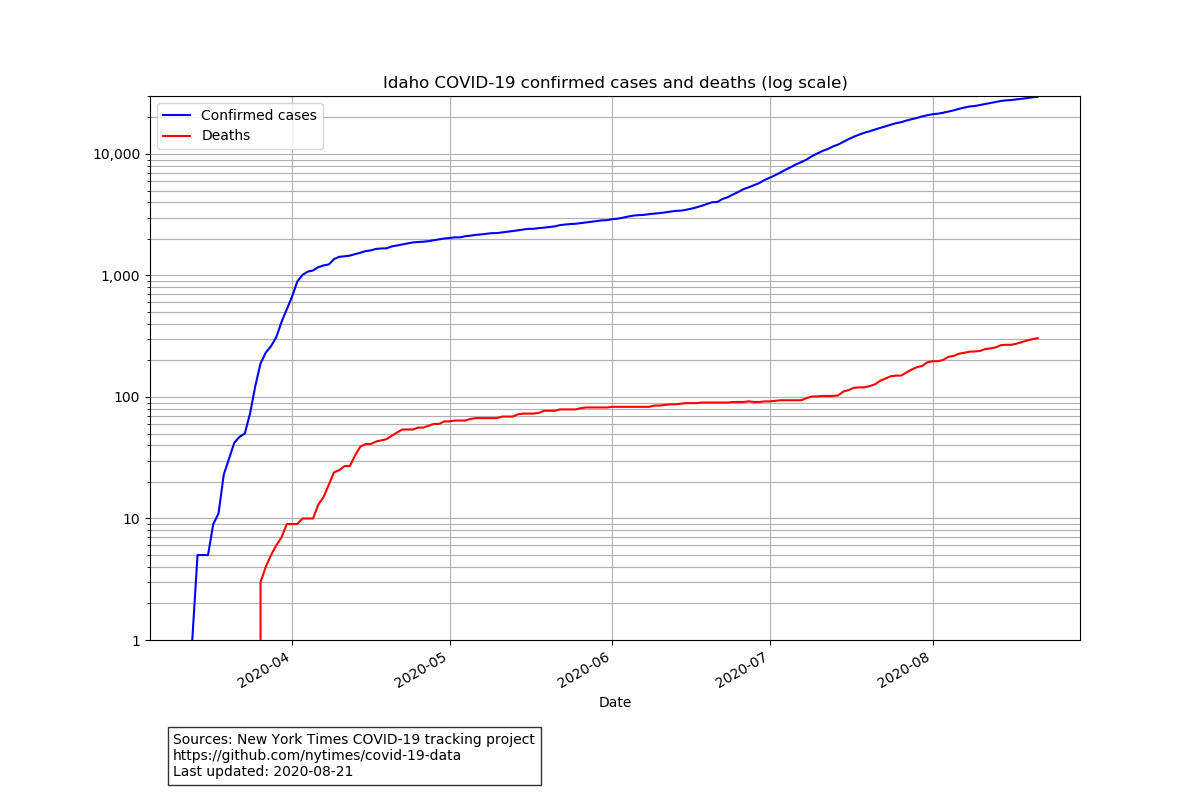 Idaho COVID-19 confirmed cases and deaths (log scale)
Confirmed cases
Deaths
10,000
1,000
100
10
1
2020-04
2020-05
2020-06
2020-07
2020-08
Date
Sources: New York Times COVID-19 tracking project
https://github.com/nytimes/covid-19-data
Last updated: 2020-08-21